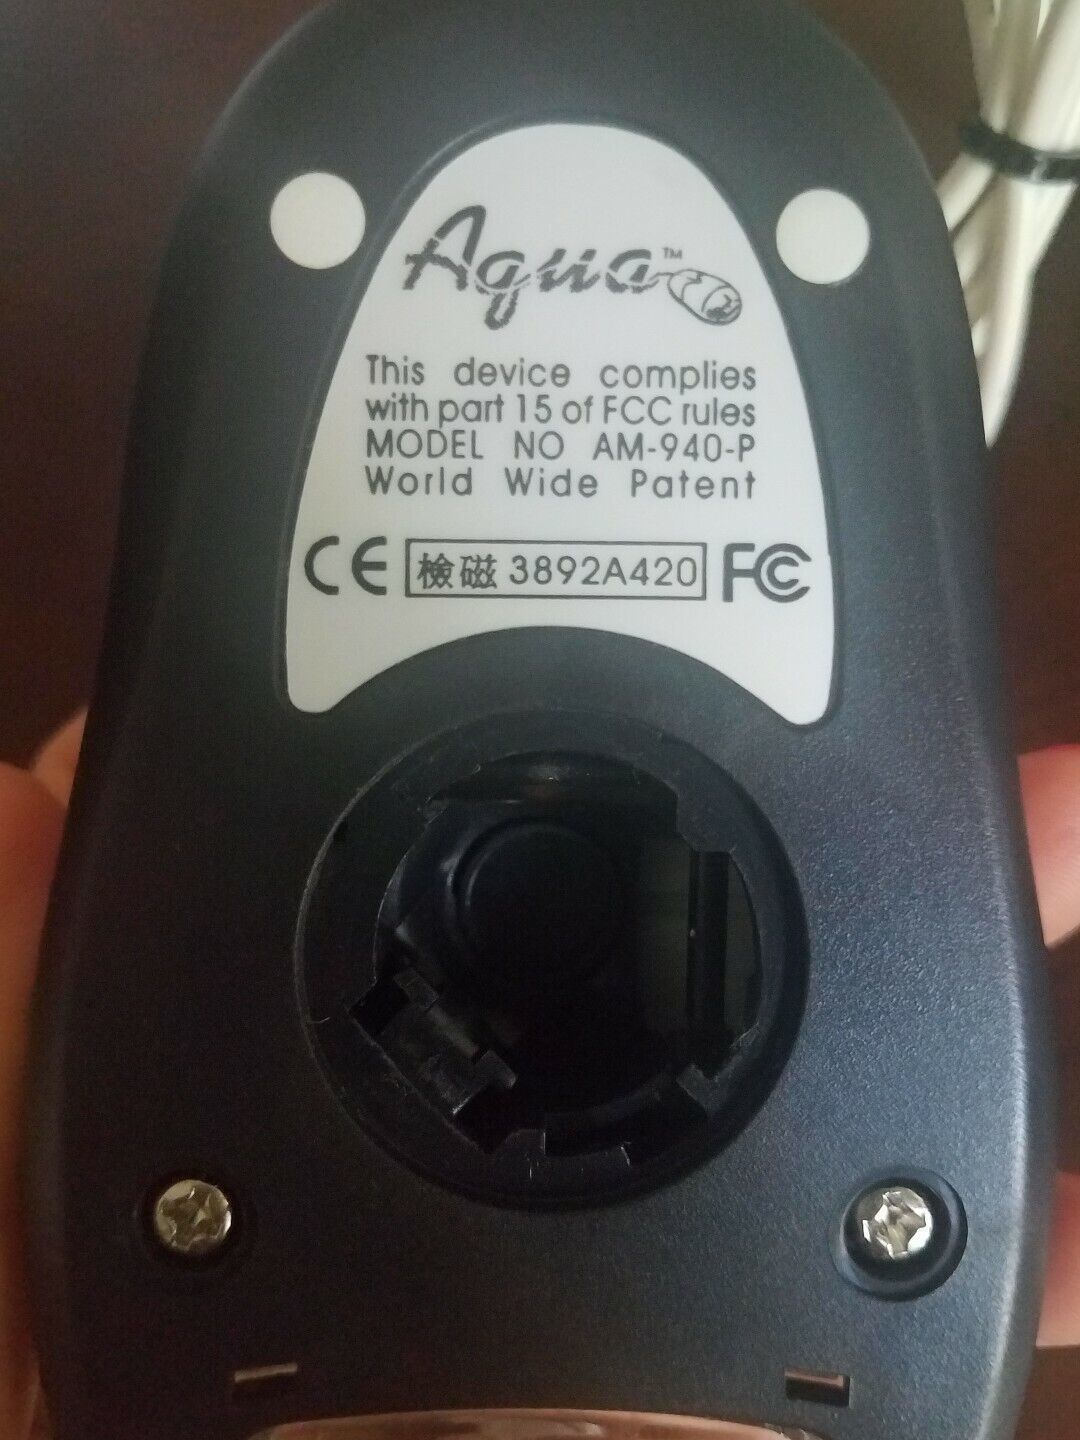 Aqua™
This device complies
with part 15 of FCC rules
MODEL NO AM-940-P
World Wide Patent
CE 檢磁 3892A420 FC